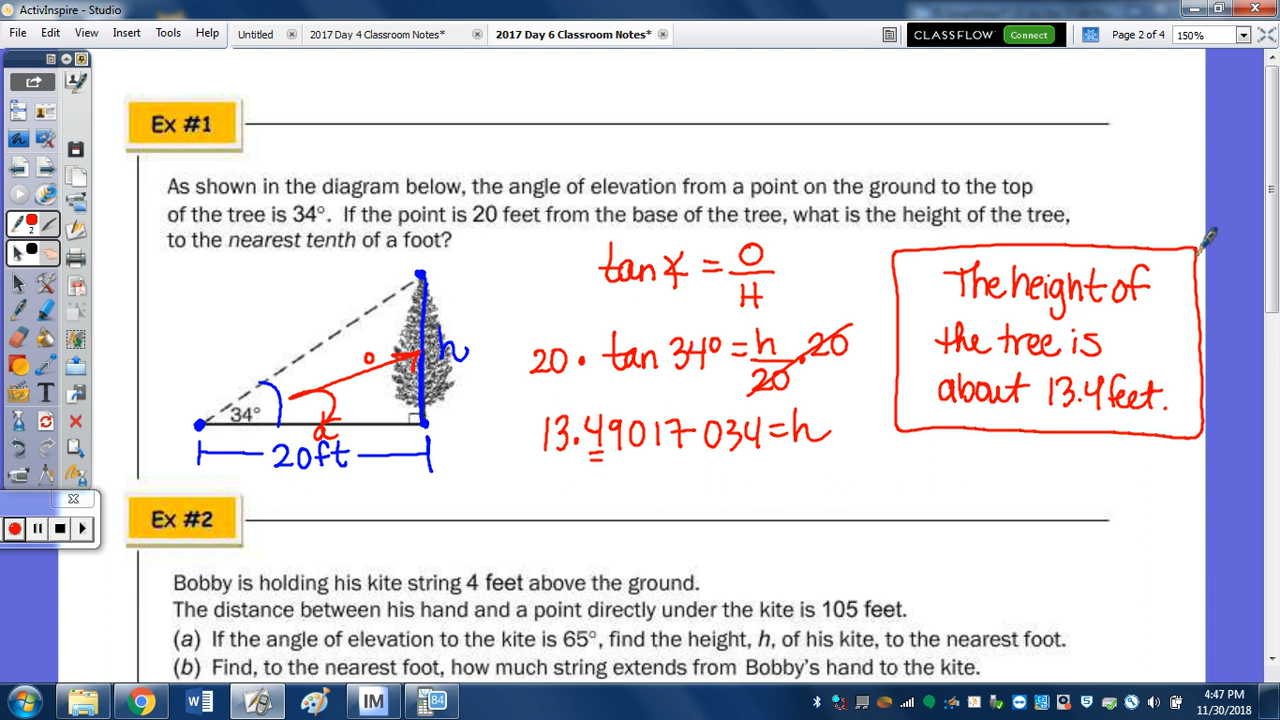 ActivInspire - Studio
File Edit View Insert Tools Help
Untitled
2017 Day 4 Classroom Notes*
2017 Day 6 Classroom Notes*
CLASSFLOW Connect
Page 2 of 4
150%
Ex #1
As shown in the diagram below, the angle of elevation from a point on the ground to the top
of the tree is 34°. If the point is 20 feet from the base of the tree, what is the height of the tree,
to the nearest tenth of a foot?
tan∡ = O/H
20 · tan 34° = h/20 · 20
13.49017034 = h
The height of
the tree is
about 13.4 feet.
o
h
34°
a
20ft
Ex #2
Bobby is holding his kite string 4 feet above the ground.
The distance between his hand and a point directly under the kite is 105 feet.
(a) If the angle of elevation to the kite is 65°, find the height, h, of his kite, to the nearest foot.
(b) Find, to the nearest foot, how much string extends from Bobby's hand to the kite.
2
T
W
IM
84
4:47 PM
11/30/2018